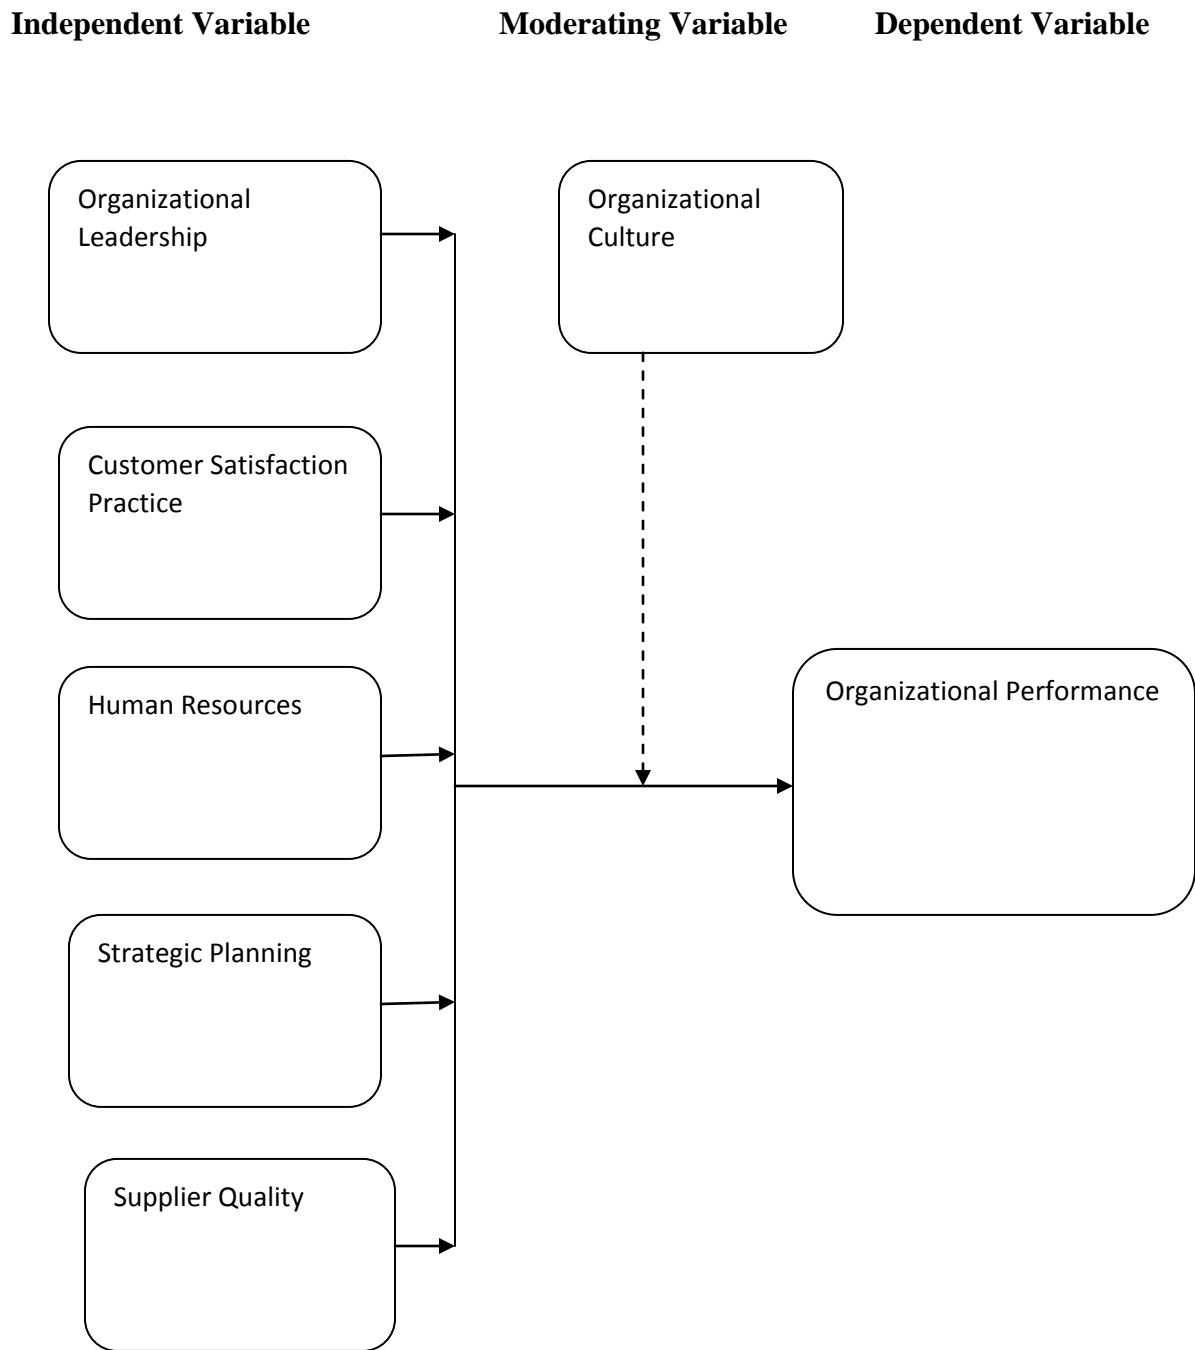 Independent Variable
Moderating Variable
Dependent Variable
Organizational
Leadership
Organizational
Culture
Customer Satisfaction
Practice
Human Resources
Organizational Performance
Strategic Planning
Supplier Quality